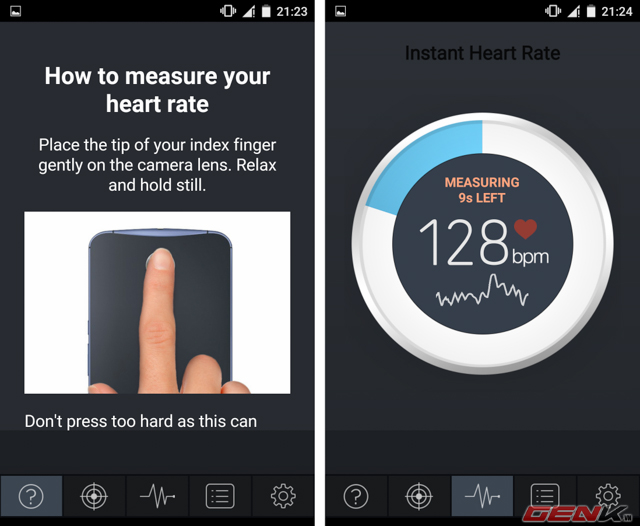 21:23
How to measure your
heart rate
Place the tip of your index finger
gently on the camera lens. Relax
and hold still.
Don't press too hard as this can
?
21:24
Instant Heart Rate
MEASURING
9s LEFT
128 bpm
?
GENK